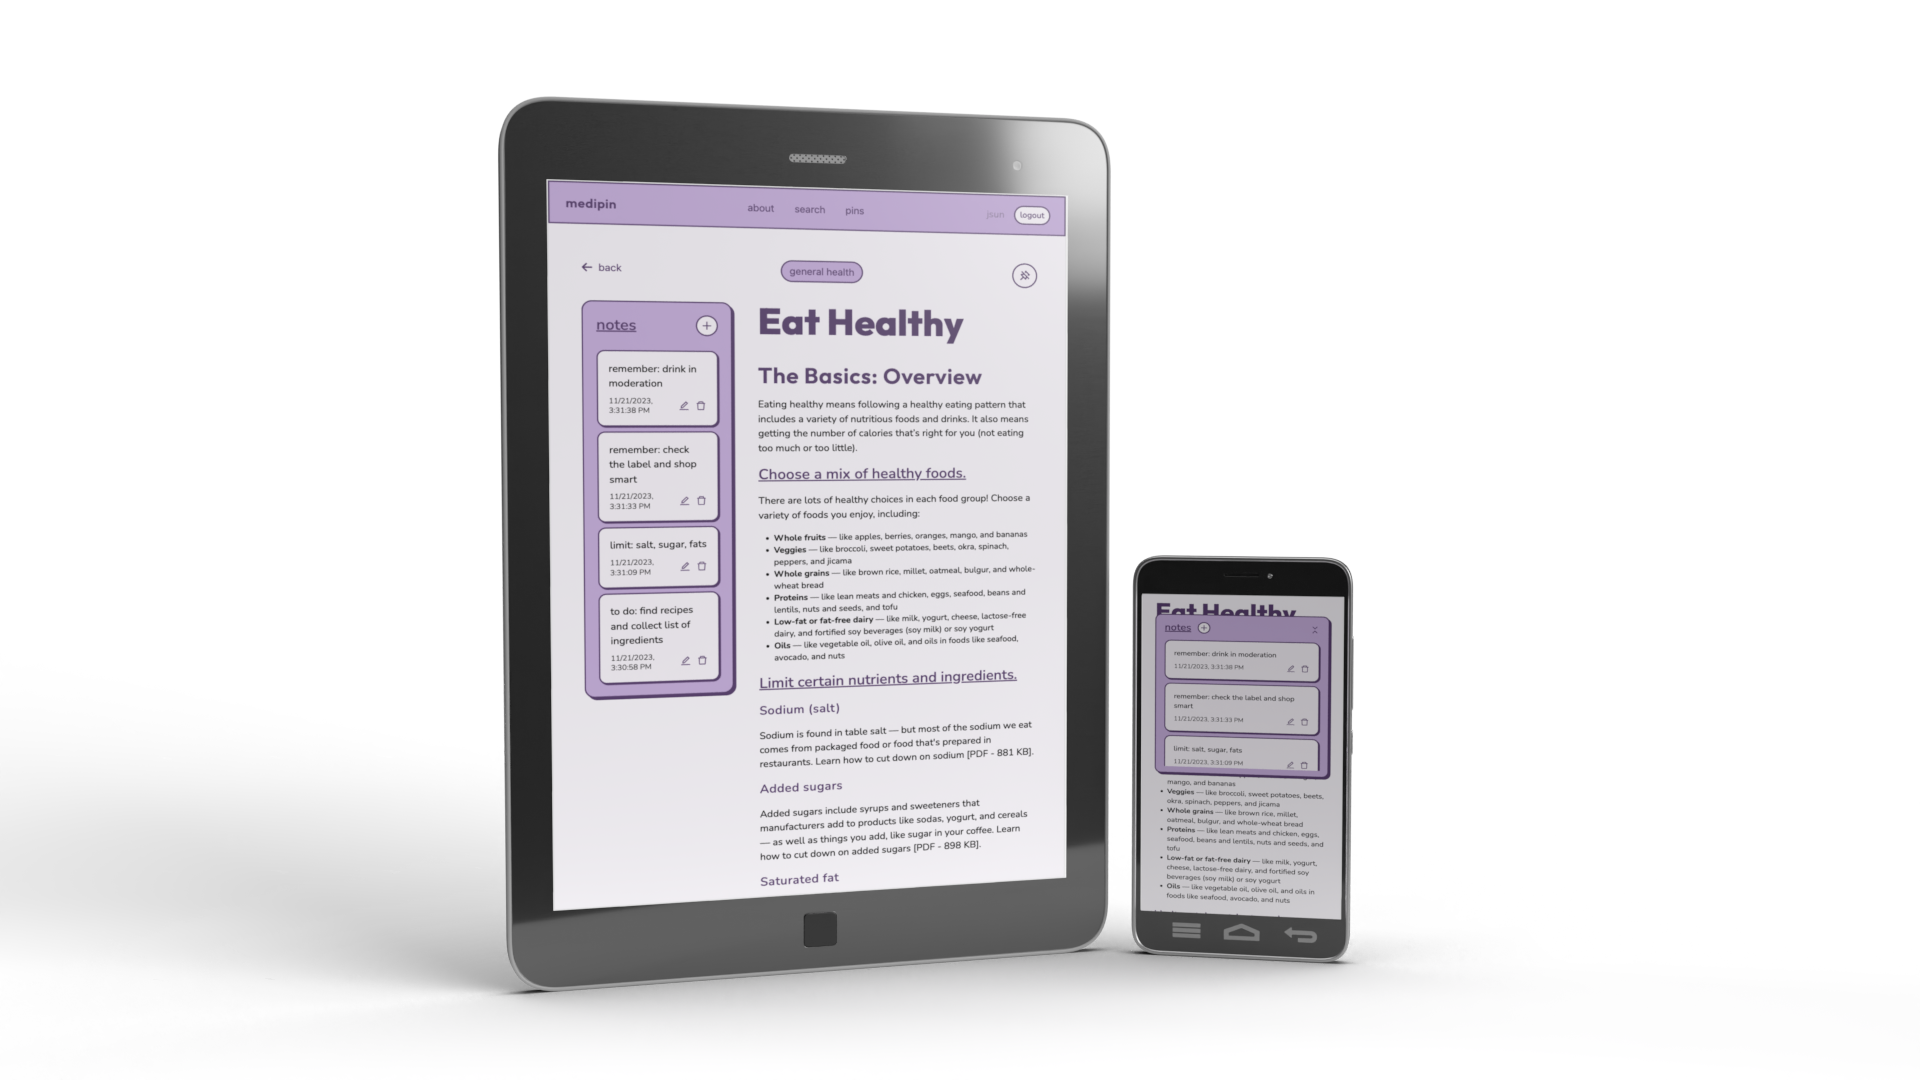 medipin
about search pins
logout
back
general health
notes
remember: drink in
moderation
11/21/2023,
3:31:38 PM
remember: check
the label and shop
smart
11/21/2023,
3:31:33 PM
limit: salt, sugar, fats
11/21/2023,
3:31:09 PM
to do: find recipes
and collect list of
ingredients
11/21/2023,
3:30:58 PM
Eat Healthy
The Basics: Overview
Eating healthy means following a healthy eating pattern that
includes a variety of nutritious foods and drinks. It also means
getting the number of calories that's right for you (not eating
too much or too little).
Choose a mix of healthy foods.
There are lots of healthy choices in each food group! Choose a
variety of foods you enjoy, including:
• Whole fruits — like apples, berries, oranges, mango, and bananas
• Veggies — like broccoli, sweet potatoes, beets, okra, spinach,
peppers, and jicama
• Whole grains — like brown rice, millet, oatmeal, bulgur, and whole-
wheat bread
• Proteins — like lean meats and chicken, eggs, seafood, beans and
lentils, nuts and seeds, and tofu
• Low-fat or fat-free dairy — like milk, yogurt, cheese, lactose-free
dairy, and fortified soy beverages (soy milk) or soy yogurt
• Oils — like vegetable oil, olive oil, and oils in foods like seafood,
avocado, and nuts
Limit certain nutrients and ingredients.
Sodium (salt)
Sodium is found in table salt — but most of the sodium we eat
comes from packaged food or food that's prepared in
restaurants. Learn how to cut down on sodium [PDF - 881 KB].
Added sugars
Added sugars include syrups and sweeteners that
manufacturers add to products like sodas, yogurt, and cereals
— as well as things you add, like sugar in your coffee. Learn
how to cut down on added sugars [PDF - 898 KB].
Saturated fat
Eat Healthy
notes
remember: drink in moderation
11/21/2023, 3:31:38 PM
remember: check the label and shop
smart
11/21/2023, 3:31:33 PM
limit: salt, sugar, fats
11/21/2023, 3:31:09 PM
mango, and bananas
• Veggies — like broccoli, sweet potatoes, beets,
okra, spinach, peppers, and jicama
• Whole grains — like brown rice, millet,
oatmeal, bulgur, and whole-wheat bread
• Proteins — like lean meats and chicken, eggs,
seafood, beans and lentils, nuts and seeds, and
tofu
• Low-fat or fat-free dairy — like milk, yogurt,
cheese, lactose-free dairy, and fortified soy
beverages (soy milk) or soy yogurt
• Oils — like vegetable oil, olive oil, and oils in
foods like seafood, avocado, and nuts